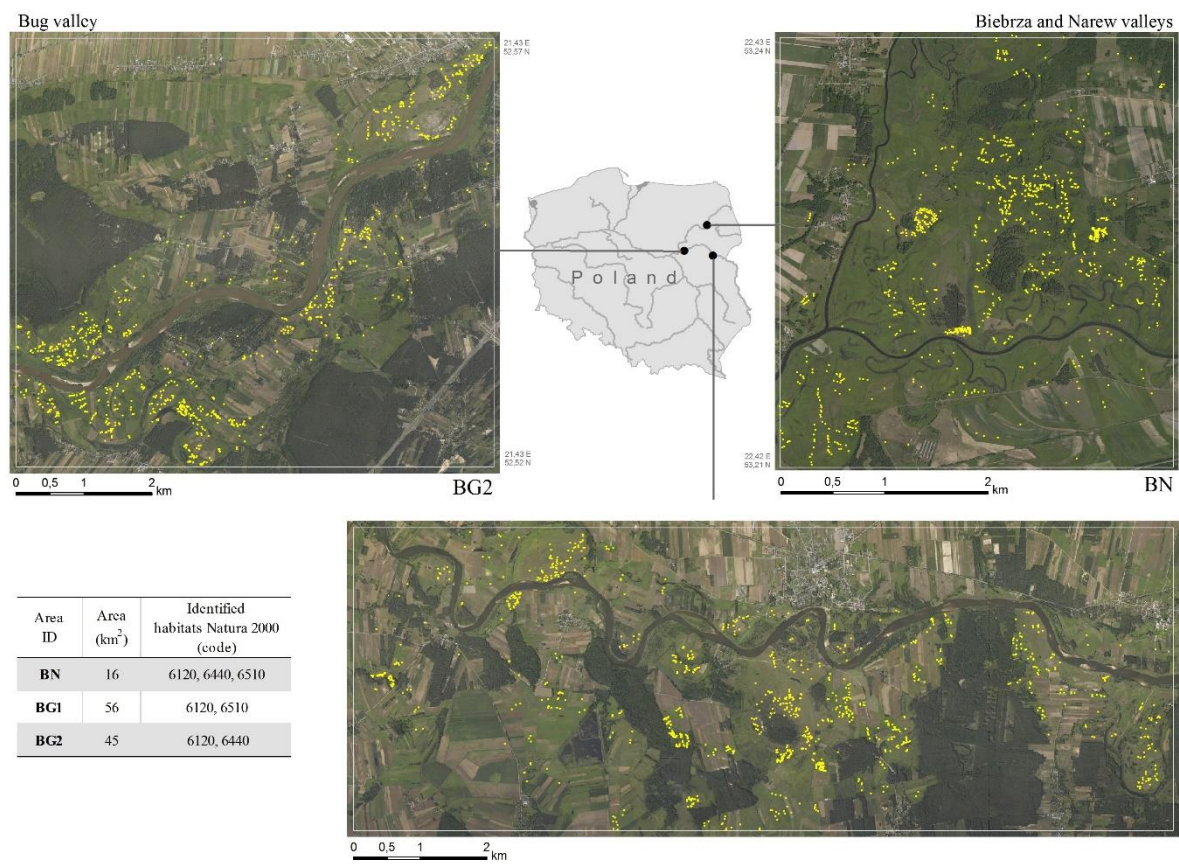 Bug valley
Biebrza and Narew valleys
21,43 E
52,57 N
22,43 E
53,24 N
Poland
21,43 E
52,52 N
22,42 E
53,21 N
0 0,5 1 2 km
BG2
0 0,5 1 2 km
BN
Area ID
Area (km²)
Identified habitats Natura 2000 (code)
BN 16 6120, 6440, 6510
BG1 56 6120, 6510
BG2 45 6120, 6440
0 0,5 1 2 km